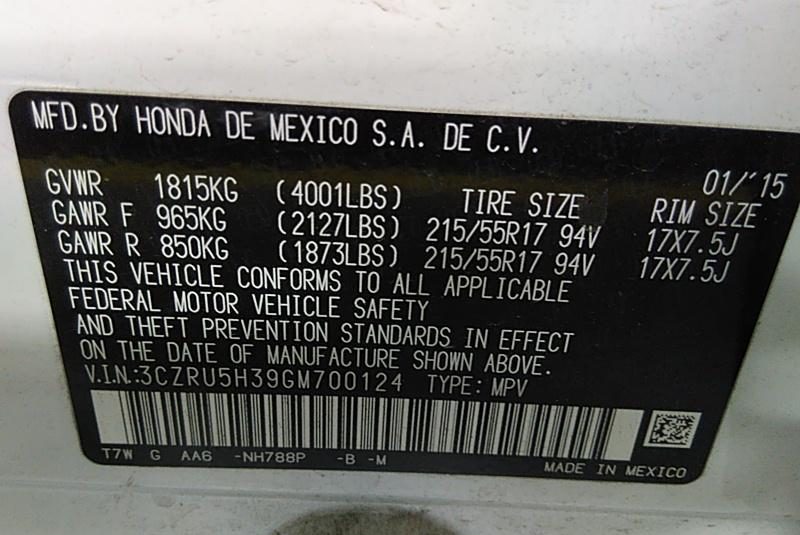 MFD.BY HONDA DE MEXICO S.A. DE C.V.
01/'15
GVWR 1815KG (4001LBS) TIRE SIZE RIM SIZE
GAWR F 965KG (2127LBS) 215/55R17 94V 17X7.5J
GAWR R 850KG (1873LBS) 215/55R17 94V 17X7.5J
THIS VEHICLE CONFORMS TO ALL APPLICABLE
FEDERAL MOTOR VEHICLE SAFETY
AND THEFT PREVENTION STANDARDS IN EFFECT
ON THE DATE OF MANUFACTURE SHOWN ABOVE.
V.I.N.:3CZRU5H39GM700124 TYPE: MPV
T7W G AA6 -NH788P -B -M
MADE IN MEXICO